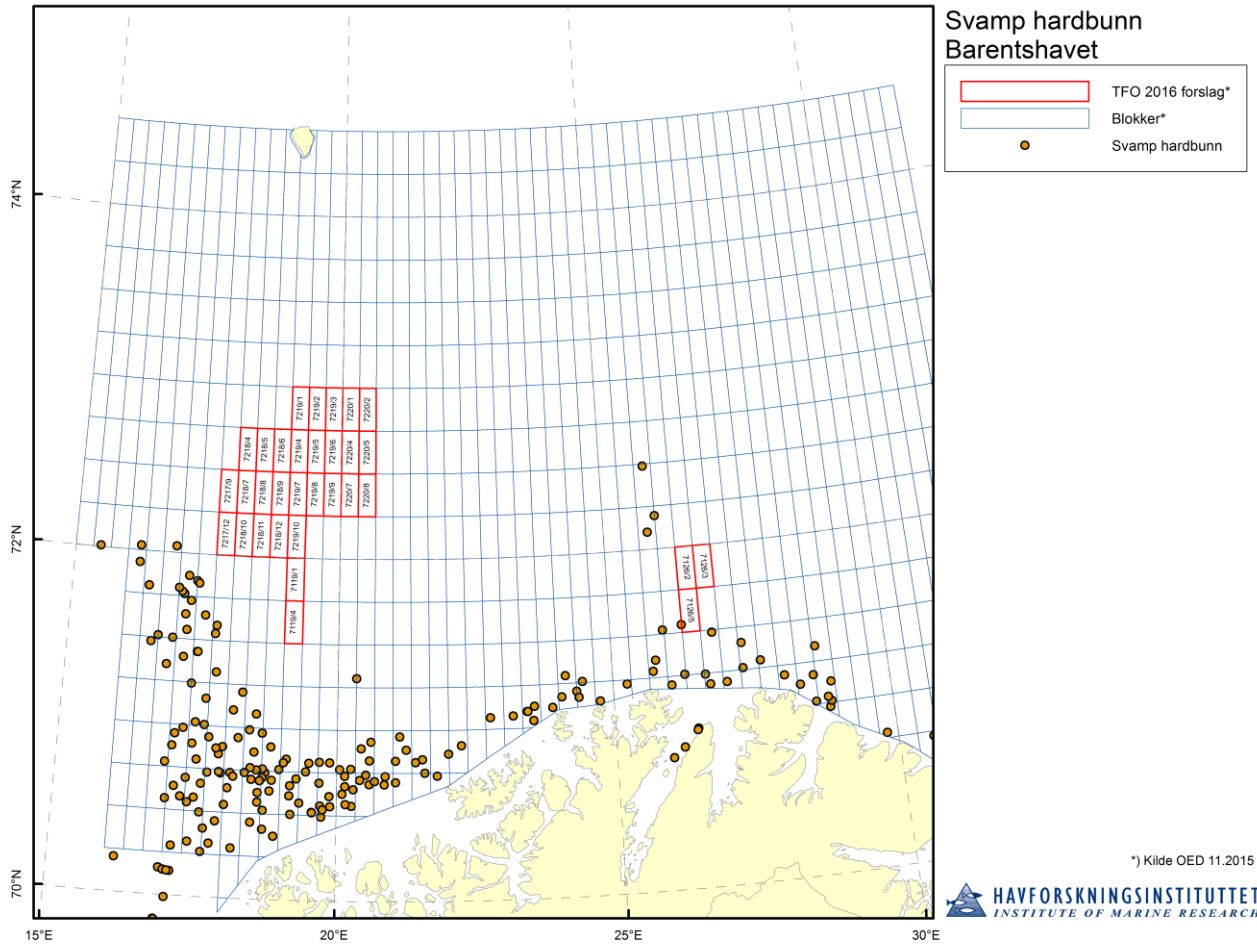 Svamp hardbunn
Barentshavet
TFO 2016 forslag*
Blokker*
Svamp hardbunn
74°N
72°N
70°N
15°E
20°E
25°E
30°E
7219/1
7219/2
7219/3
7220/1
7220/2
7218/4
7218/5
7218/6
7219/4
7219/5
7219/6
7220/4
7220/5
7217/9
7218/7
7218/8
7218/9
7219/7
7219/8
7219/9
7220/7
7220/8
7217/12
7218/10
7218/11
7218/12
7219/10
7119/1
7119/4
7126/2
7126/3
7126/5
*) Kilde OED 11.2015
HAVFORSKNINGSINSTITUTTET
INSTITUTE OF MARINE RESEARCH